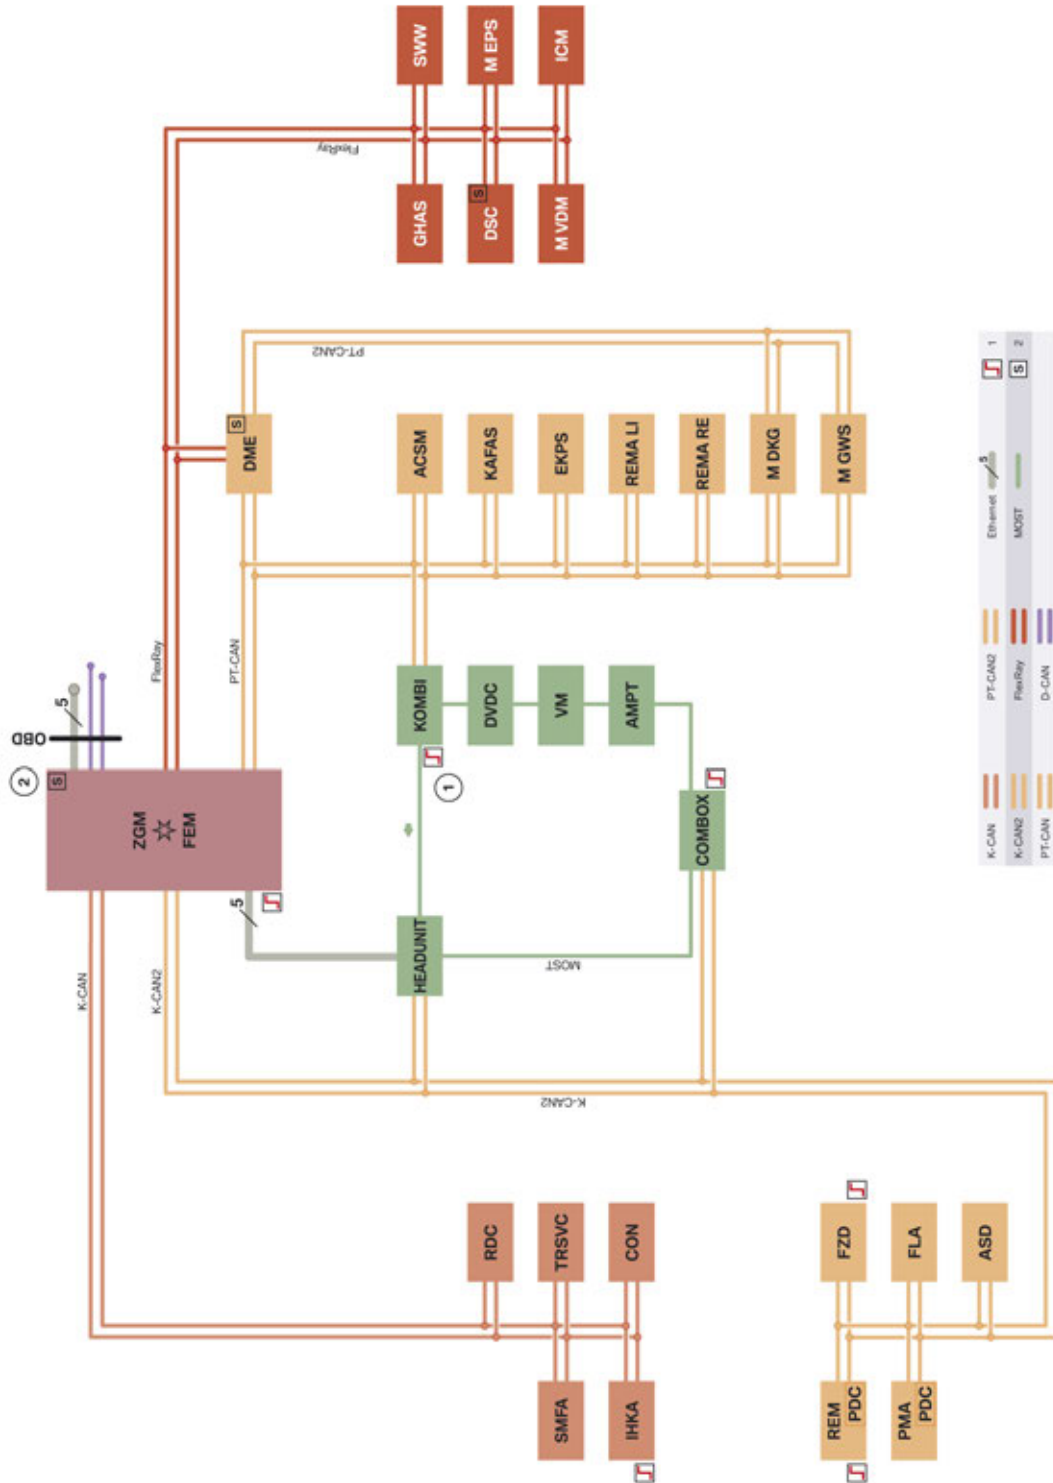 K-CAN
K-CAN2
ZGM
FEM
S
2
OBD
5
5
FlexRay
PT-CAN
FlexRay
DME
S
PT-CAN2
SMFA
IHKA
RDC
TRSVC
CON
HEADUNIT
KOMBI
1
DVDC
VM
AMPT
COMBOX
MOST
K-CAN2
ACSM
KAFAS
EKPS
REMA LI
REMA RE
M DKG
M GWS
GHAS
DSC
S
M VDM
SWW
M EPS
ICM
REM
PDC
PMA
PDC
FZD
FLA
ASD
K-CAN PT-CAN2 Ethernet 5 1
K-CAN2 FlexRay MOST S 2
PT-CAN D-CAN